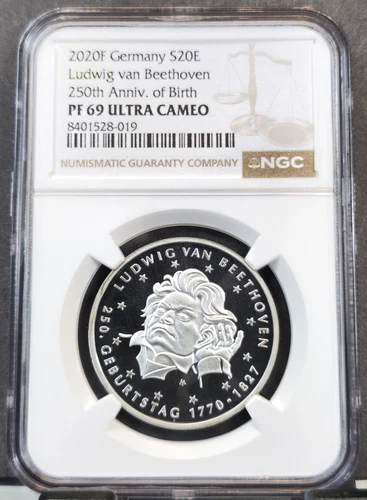 2020F Germany S20E
Ludwig van Beethoven
250th Anniv. of Birth
PF 69 ULTRA CAMEO
8401528-019
NUMISMATIC GUARANTY COMPANY NGC
LUDWIG VAN BEETHOVEN
250. GEBURTSTAG 1770-1827